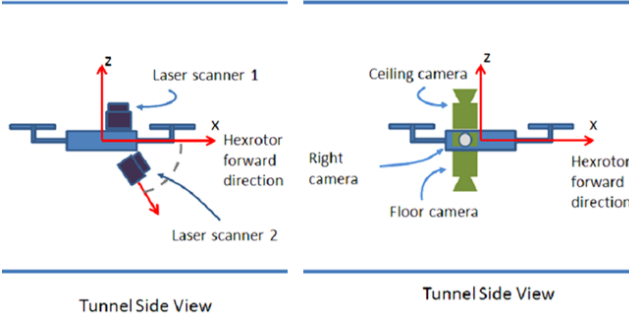 Z
Laser scanner 1
X
Hexrotor
forward
direction
Laser scanner 2
Tunnel Side View
Z
Ceiling camera
X
Right
camera
Hexrotor
forward
direction
Floor camera
Tunnel Side View